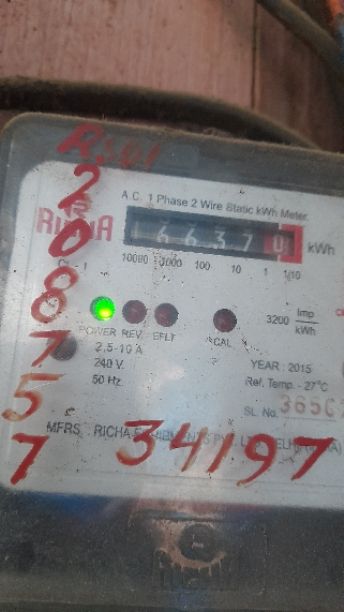 A.C. 1 Phase 2 Wire Static kWh Meter
RICHA
16637 0 kWh
10000 1000 100 10 1 1/10
POWER REV. EFLT CAL
3200 Imp/kWh
2.5-10 A
240 V.
50 Hz.
YEAR : 2015
Ref. Temp. - 27°C
SL. No.
MFRS. RICHA
2
0
8
7
5
7
34197